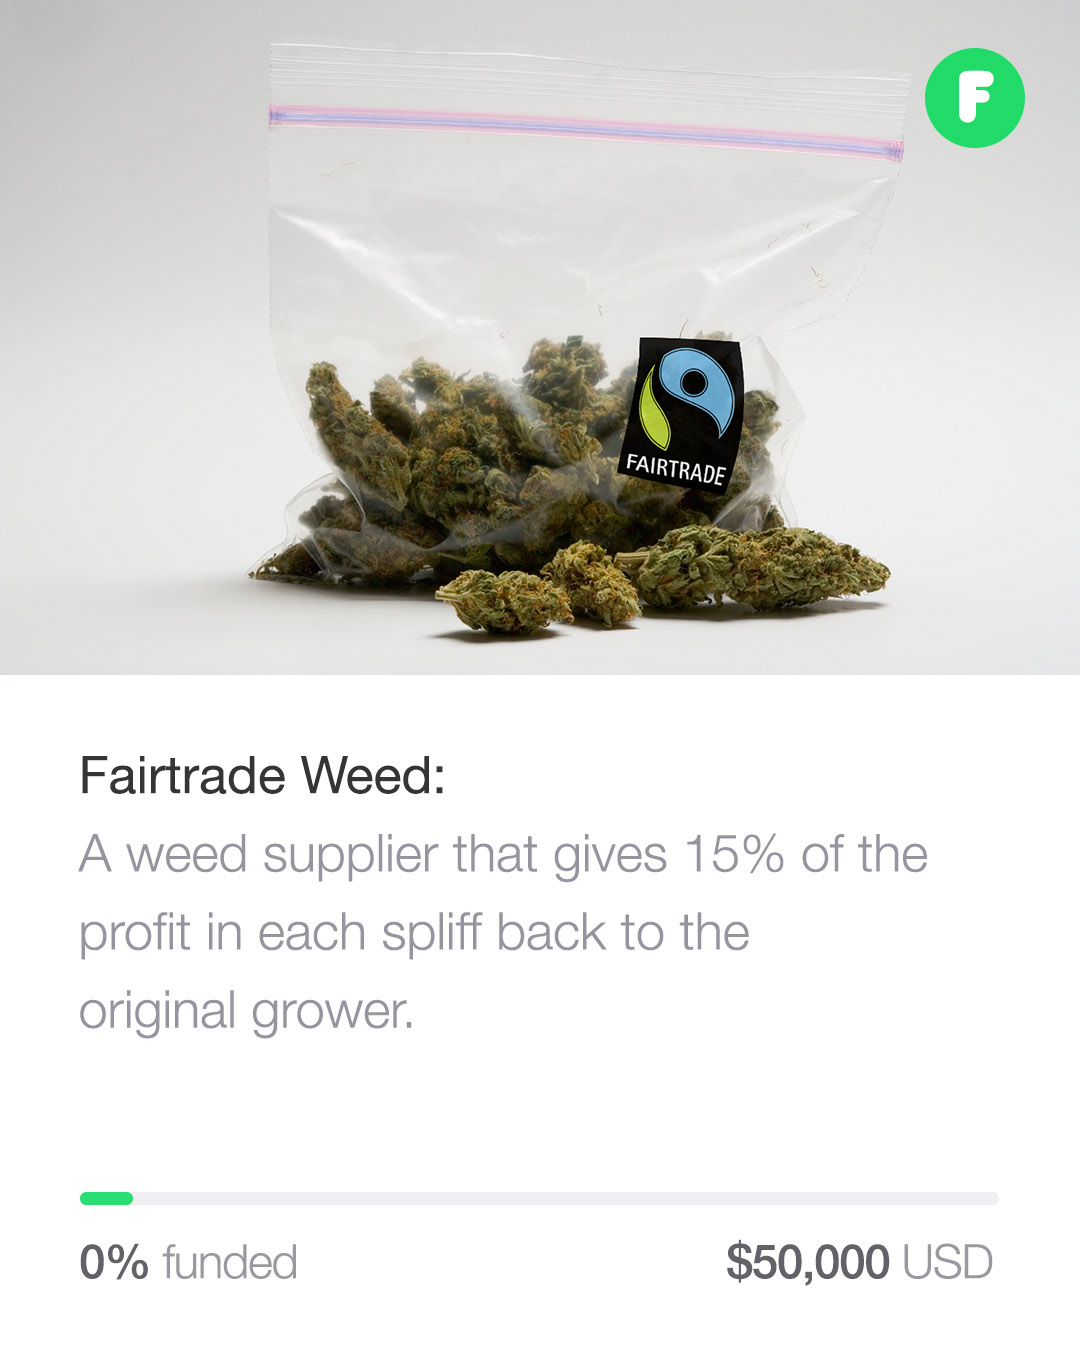 F
FAIRTRADE
Fairtrade Weed:
A weed supplier that gives 15% of the
profit in each spliff back to the
original grower.
0% funded
$50,000 USD